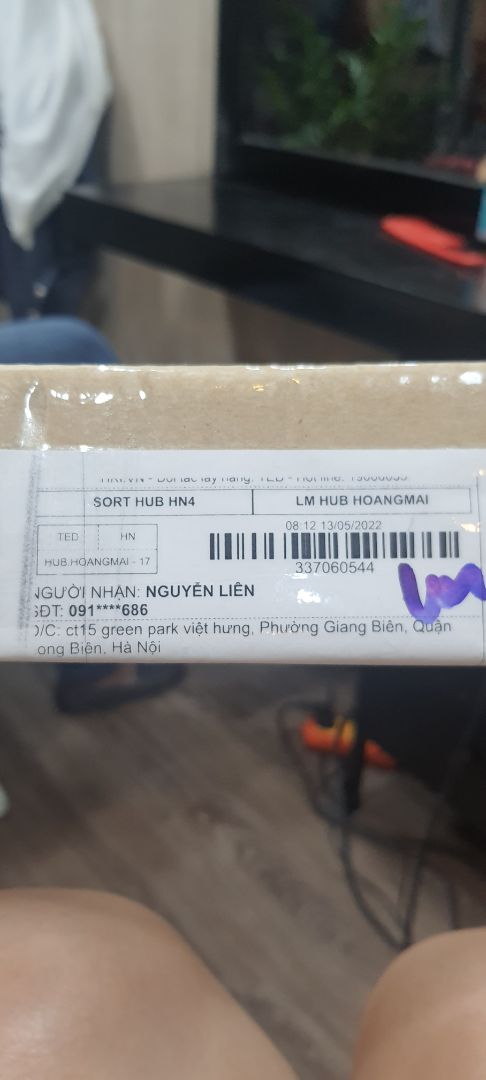 SORT HUB HN4
LM HUB HOANGMAI
TED HN
HUB.HOANGMAI - 17
08:12 13/05/2022
337060544
Lm
NGƯỜI NHẬN: NGUYỄN LIÊN
SĐT: 091****686
Đ/C: ct15 green park việt hưng, Phường Giang Biên, Quận
ong Biên, Hà Nội